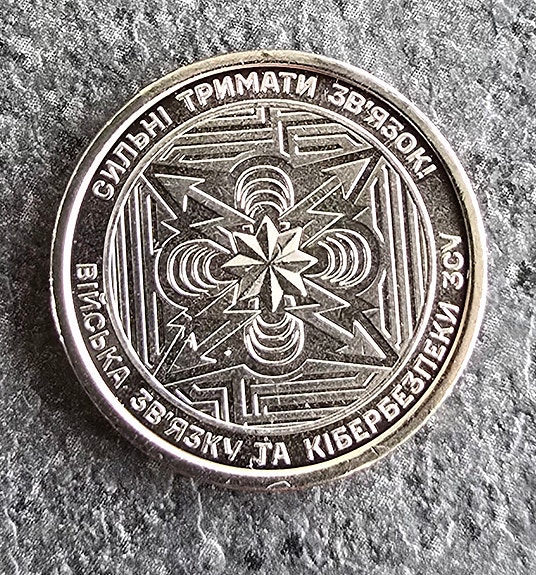 СИЛЬНІ ТРИМАТИ ЗВ'ЯЗОК!
ВІЙСЬКА ЗВ'ЯЗКУ ТА КІБЕРБЕЗПЕКИ ЗСУ